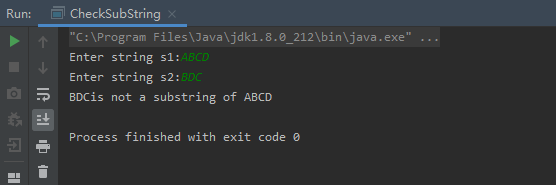 Run: CheckSubString ×
"C:\Program Files\Java\jdk1.8.0_212\bin\java.exe" ...
Enter string s1:ABCD
Enter string s2:BDC
BDCis not a substring of ABCD
Process finished with exit code 0